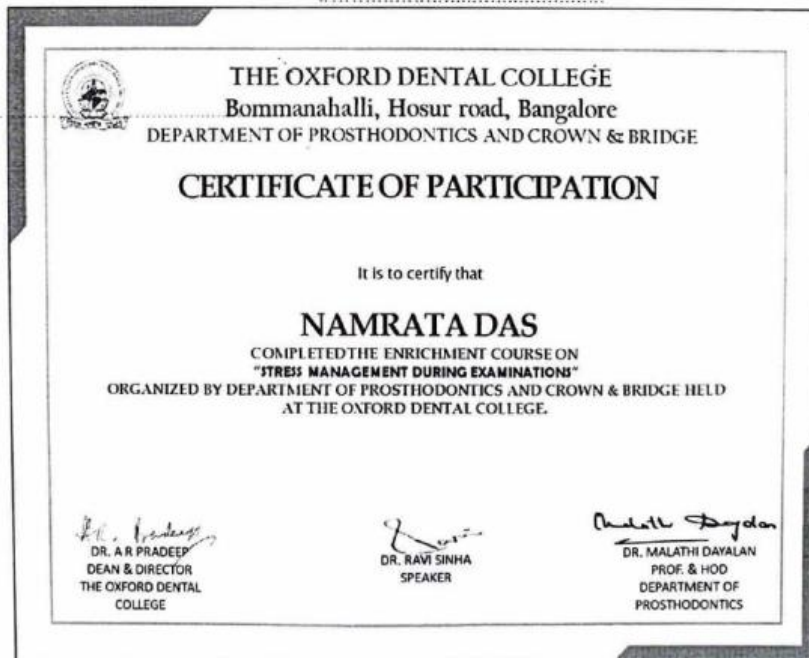 THE OXFORD DENTAL COLLEGE
Bommanahalli, Hosur road, Bangalore
DEPARTMENT OF PROSTHODONTICS AND CROWN & BRIDGE
CERTIFICATE OF PARTICIPATION
It is to certify that
NAMRATA DAS
COMPLETED THE ENRICHMENT COURSE ON
"STRESS MANAGEMENT DURING EXAMINATIONS"
ORGANIZED BY DEPARTMENT OF PROSTHODONTICS AND CROWN & BRIDGE HELD
AT THE OXFORD DENTAL COLLEGE.
DR. A R PRADEEP
DEAN & DIRECTOR
THE OXFORD DENTAL
COLLEGE
DR. RAVI SINHA
SPEAKER
DR. MALATHI DAYALAN
PROF. & HOD
DEPARTMENT OF
PROSTHODONTICS